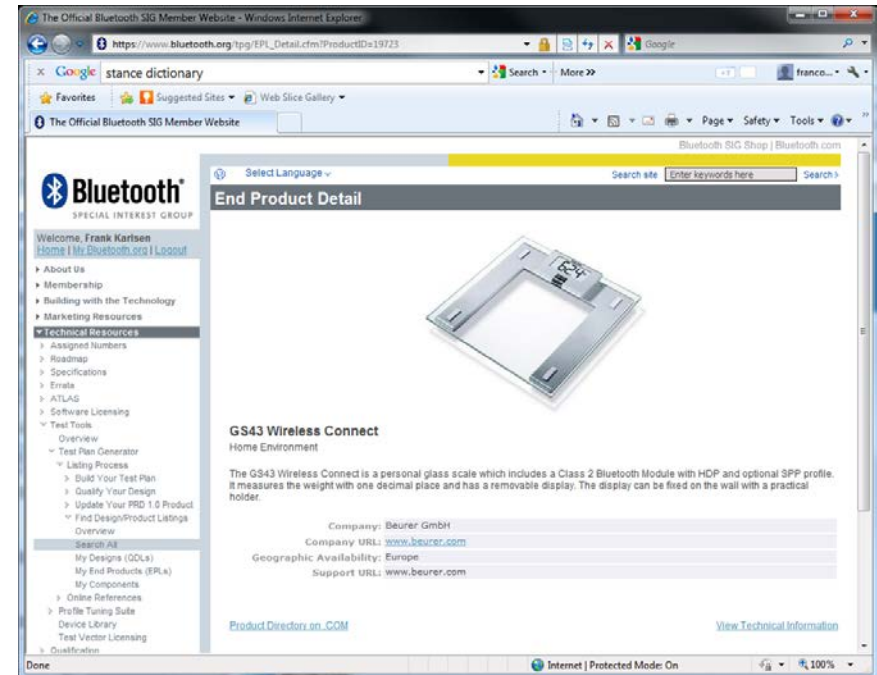 The Official Bluetooth SIG Member Website - Windows Internet Explorer
https://www.bluetooth.org/tpg/EPL_Detail.cfm?ProductID=19723
Google
x Google stance dictionary Search More >> franco...
Favorites Suggested Sites Web Slice Gallery
The Official Bluetooth SIG Member Website Page Safety Tools
Bluetooth SIG Shop | Bluetooth.com
Select Language Search site Enter keywords here Search
Bluetooth
SPECIAL INTEREST GROUP
End Product Detail
Welcome, Frank Karlsen
Home | My Bluetooth.org | Logout
About Us
Membership
Building with the Technology
Marketing Resources
Technical Resources
Assigned Numbers
Roadmap
Specifications
Errata
ATLAS
Software Licensing
Test Tools
Overview
Test Plan Generator
Listing Process
Build Your Test Plan
Qualify Your Design
Update Your PRD 1.0 Product
Find Design/Product Listings
Overview
Search All
My Designs (QDLs)
My End Products (EPLs)
My Components
Online References
Profile Tuning Suite
Device Library
Test Vector Licensing
Qualification
624
GS43 Wireless Connect
Home Environment
The GS43 Wireless Connect is a personal glass scale which includes a Class 2 Bluetooth Module with HDP and optional SPP profile.
It measures the weight with one decimal place and has a removable display. The display can be fixed on the wall with a practical
holder.
Company: Beurer GmbH
Company URL: www.beurer.com
Geographic Availability: Europe
Support URL: www.beurer.com
Product Directory on .COM View Technical Information
Done Internet | Protected Mode: On 100%